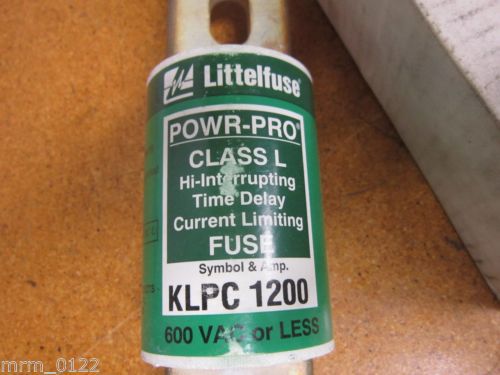 Littelfuse®
POWR-PRO®
CLASS L
Hi-Interrupting
Time Delay
Current Limiting
FUSE
Symbol & Amp.
KLPC 1200
600 VAC or LESS
mrm_0122